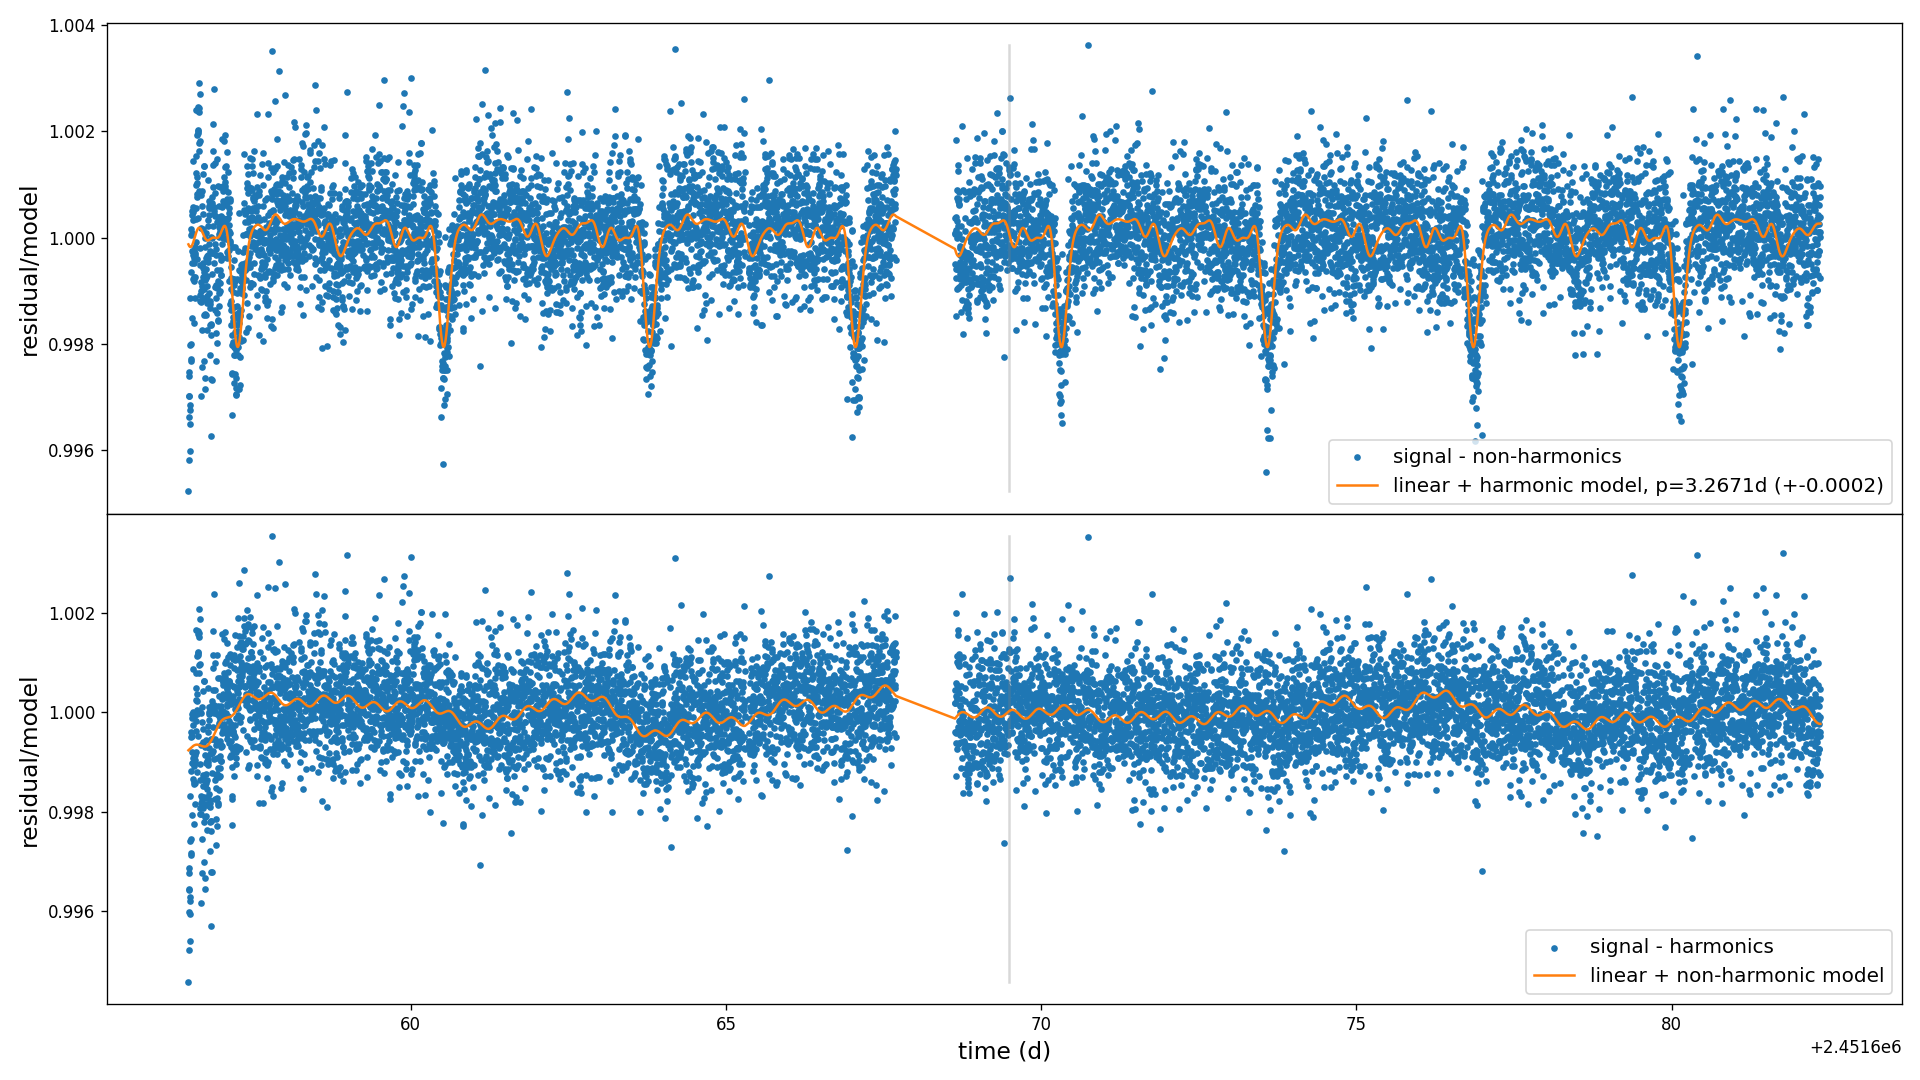 1.004
1.002
1.000
0.998
0.996
residual/model
signal - non-harmonics
linear + harmonic model, p=3.2671d (+-0.0002)
1.002
1.000
0.998
0.996
residual/model
signal - harmonics
linear + non-harmonic model
60
65
70
75
80
time (d)
+2.4516e6